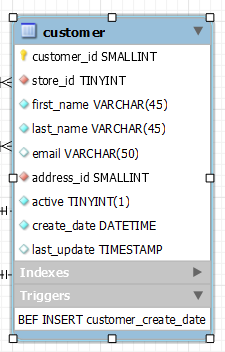 customer
customer_id SMALLINT
store_id TINYINT
first_name VARCHAR(45)
last_name VARCHAR(45)
email VARCHAR(50)
address_id SMALLINT
active TINYINT(1)
create_date DATETIME
last_update TIMESTAMP
Indexes
Triggers
BEF INSERT customer_create_date